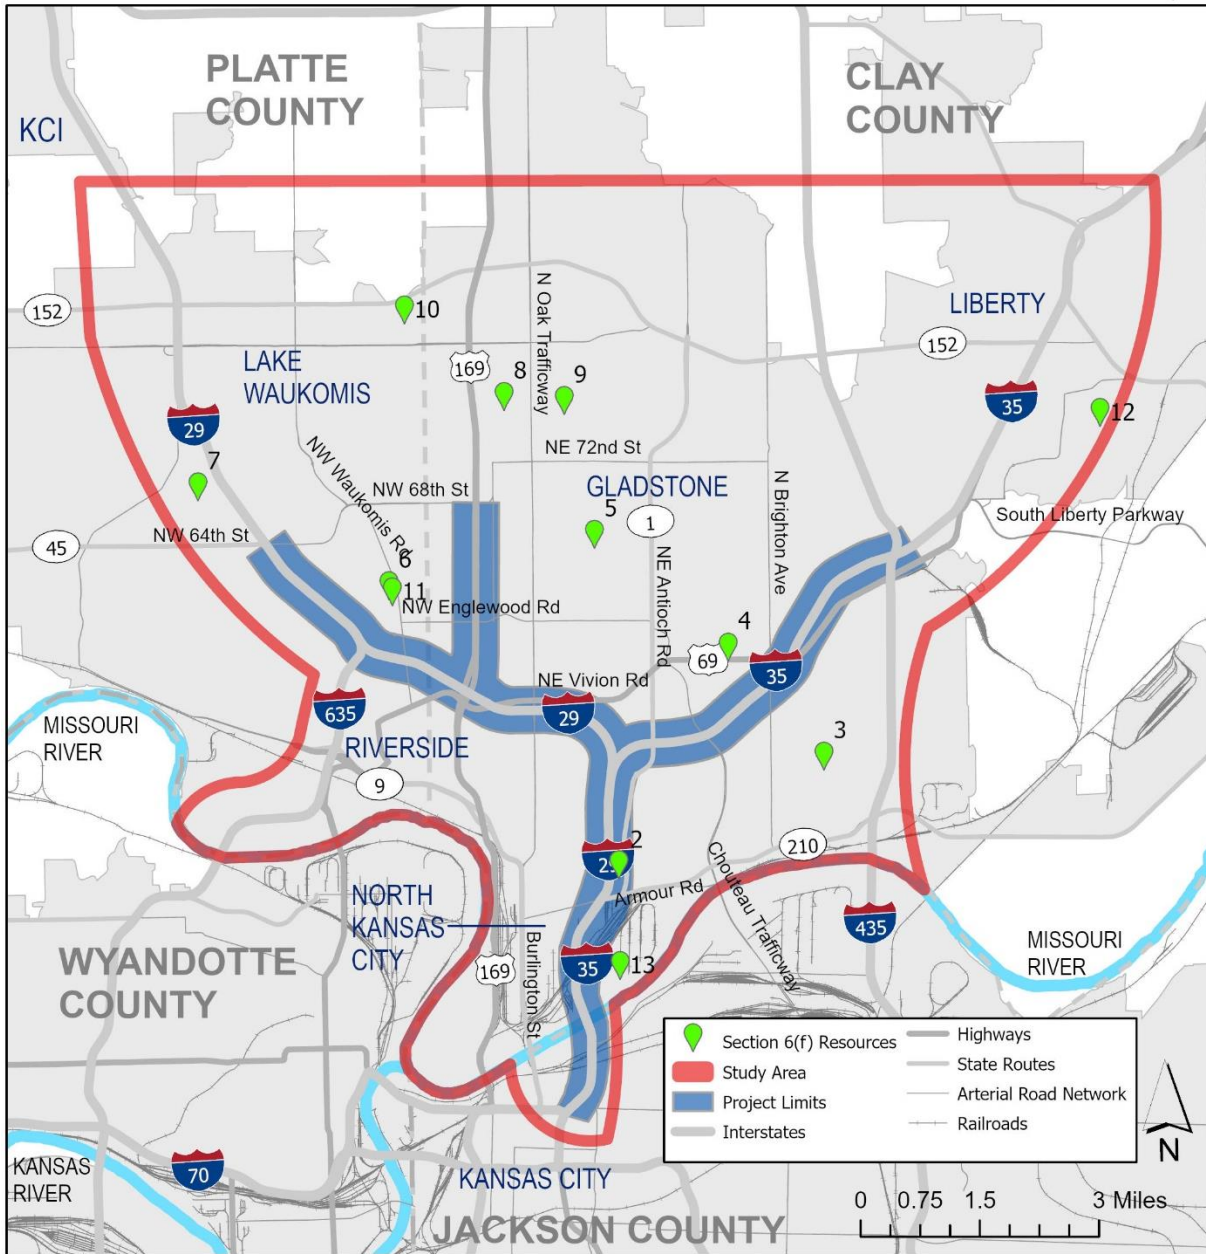 PLATTE
COUNTY
CLAY
COUNTY
KCI
152
10
LAKE
WAUKOMIS
169
N Oak Trafficway
LIBERTY
152
8
9
29
35
12
7
NW Waukomis Rd
NE 72nd St
NW 68th St
GLADSTONE
N Brighton Ave
5
1
South Liberty Parkway
45
NW 64th St
6
11
NW Englewood Rd
NE Antioch Rd
4
69
35
NE Vivion Rd
635
29
MISSOURI
RIVER
RIVERSIDE
9
3
2
29
210
Chouteau Trafficway
Armour Rd
NORTH
KANSAS
CITY
435
WYANDOTTE
COUNTY
169
Burlington St
35
13
MISSOURI
RIVER
Section 6(f) Resources
Study Area
Project Limits
Interstates
Highways
State Routes
Arterial Road Network
Railroads
N
KANSAS
RIVER
70
KANSAS CITY
JACKSON COUNTY
0 0.75 1.5 3 Miles